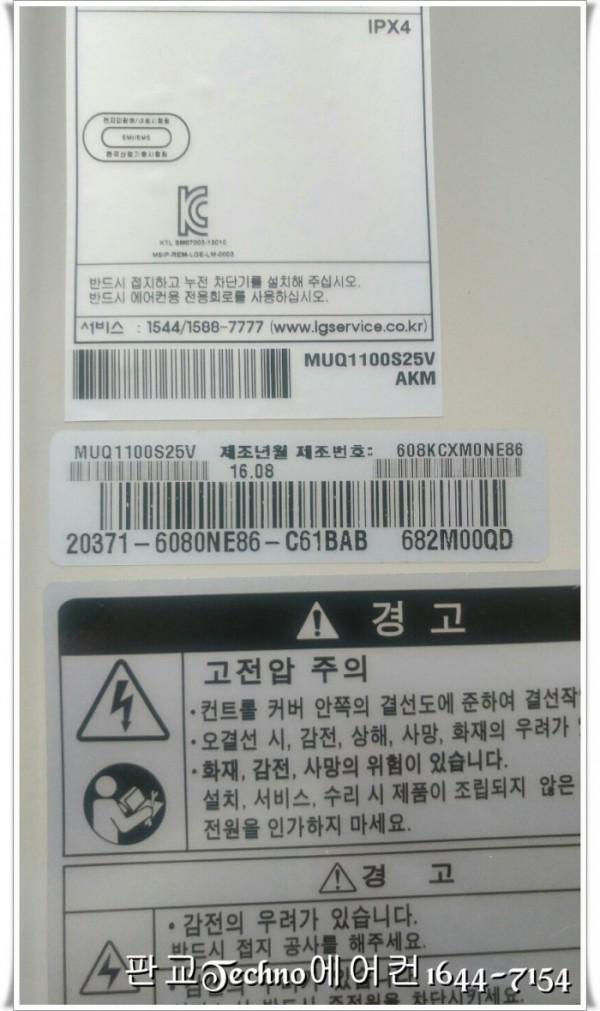 IPX4
EMI/EMS
KTL SM07003-13010
MSIP-REM-LGE-LM-0003
반드시 접지하고 누전 차단기를 설치해 주십시오.
반드시 에어컨용 전용회로를 사용하십시오.
서비스 : 1544/1588-7777 (www.lgservice.co.kr)
MUQ1100S25V
AKM
MUQ1100S25V 제조년월 제조번호: 608KCXM0NE86
16.08
20371-6080NE86-C61BAB 682M00QD
경 고
고전압 주의
·컨트롤 커버 안쪽의 결선도에 준하여 결선작
·오결선 시, 감전, 상해, 사망, 화재의 우려가
·화재, 감전, 사망의 위험이 있습니다.
설치, 서비스, 수리 시 제품이 조립되지 않은
전원을 인가하지 마세요.
경 고
·감전의 우려가 있습니다.
반드시 접지 공사를 해주세요.
판교Techno에어컨 1644-7154